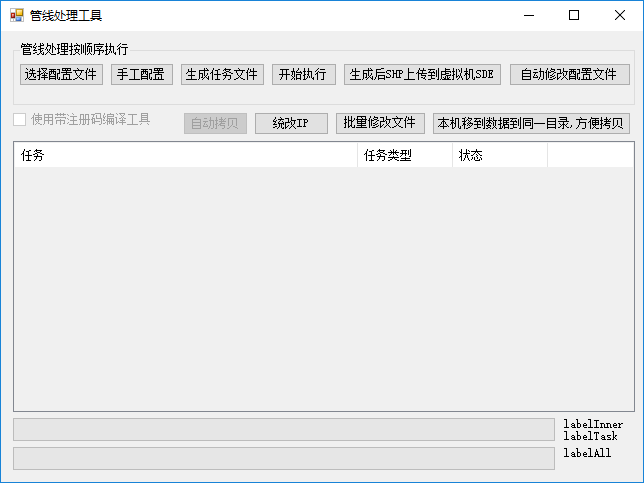 管线处理工具
管线处理按顺序执行
选择配置文件 手工配置 生成任务文件 开始执行 生成后SHP上传到虚拟机SDE 自动修改配置文件
使用带注册码编译工具 自动拷贝 统改IP 批量修改文件 本机移到数据到同一目录,方便拷贝
任务 任务类型 状态
labelInner
labelTask
labelAll